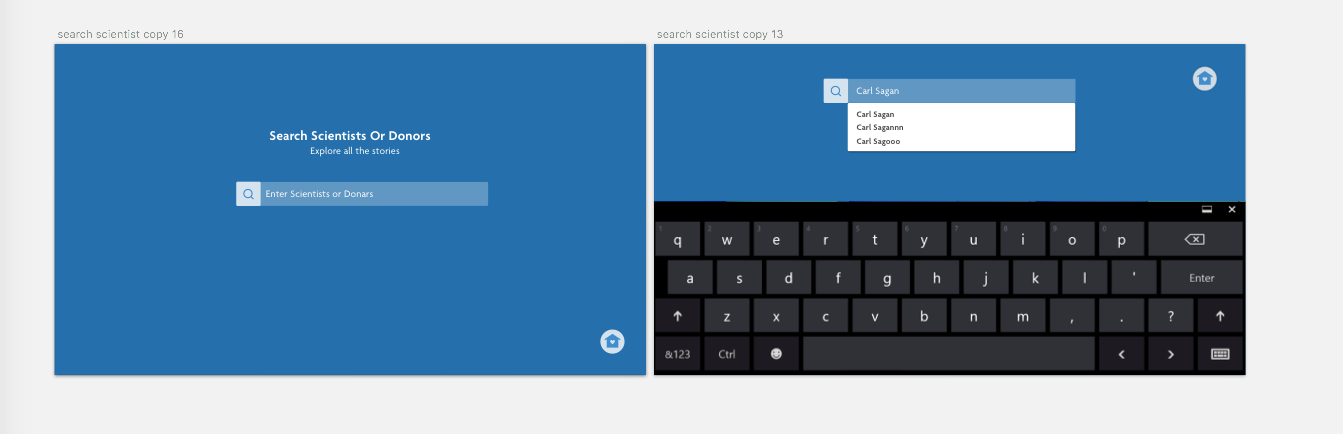 search scientist copy 16
Search Scientists Or Donors
Explore all the stories
Enter Scientists or Donars
search scientist copy 13
Carl Sagan
Carl Sagan
Carl Sagannn
Carl Sagooo
1 q 2 w 3 e 4 r 5 t 6 y 7 u 8 i 9 o 0 p
a s d f g h j k l ' Enter
z x c v b n m , . ?
&123 Ctrl < >